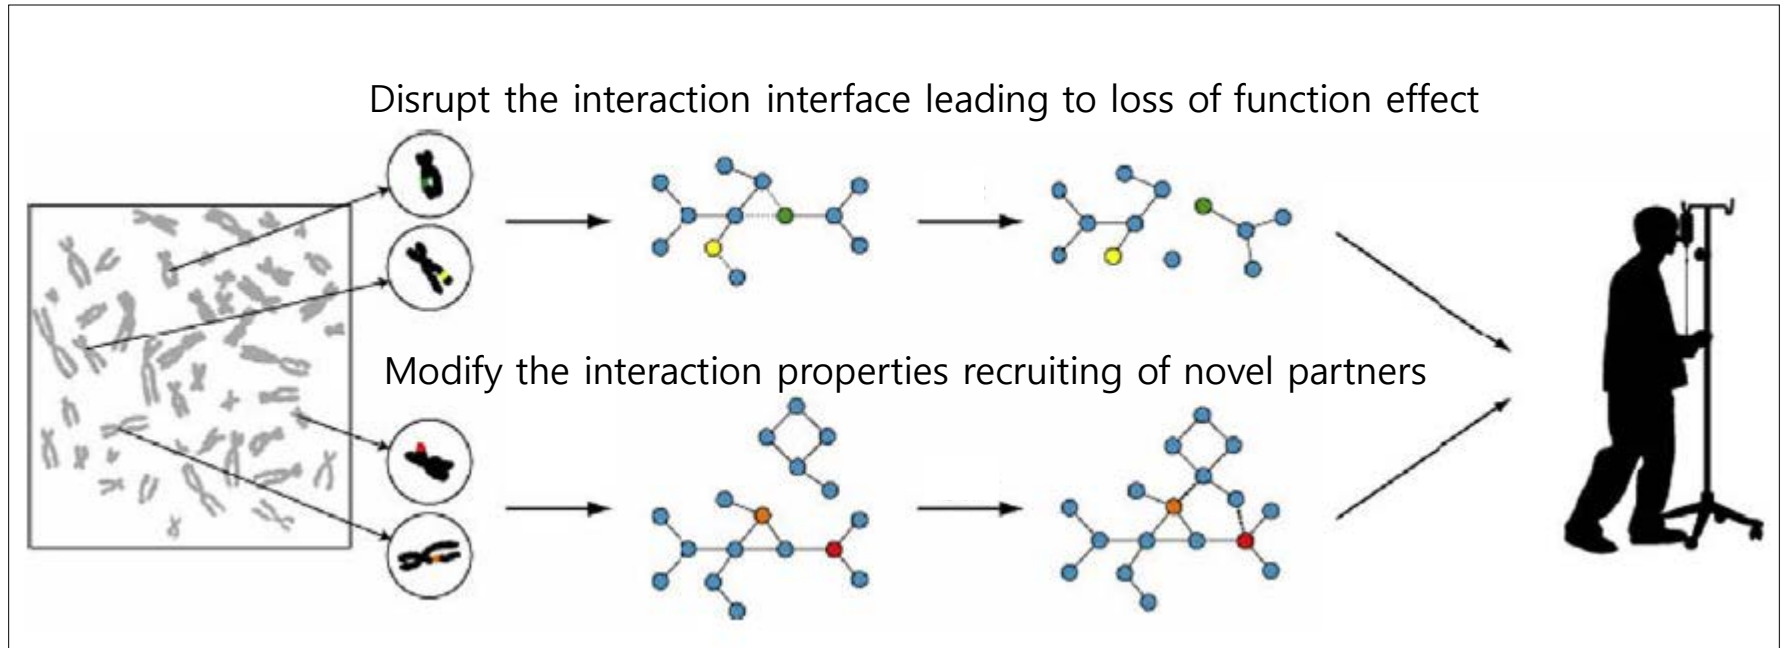 Disrupt the interaction interface leading to loss of function effect
Modify the interaction properties recruiting of novel partners